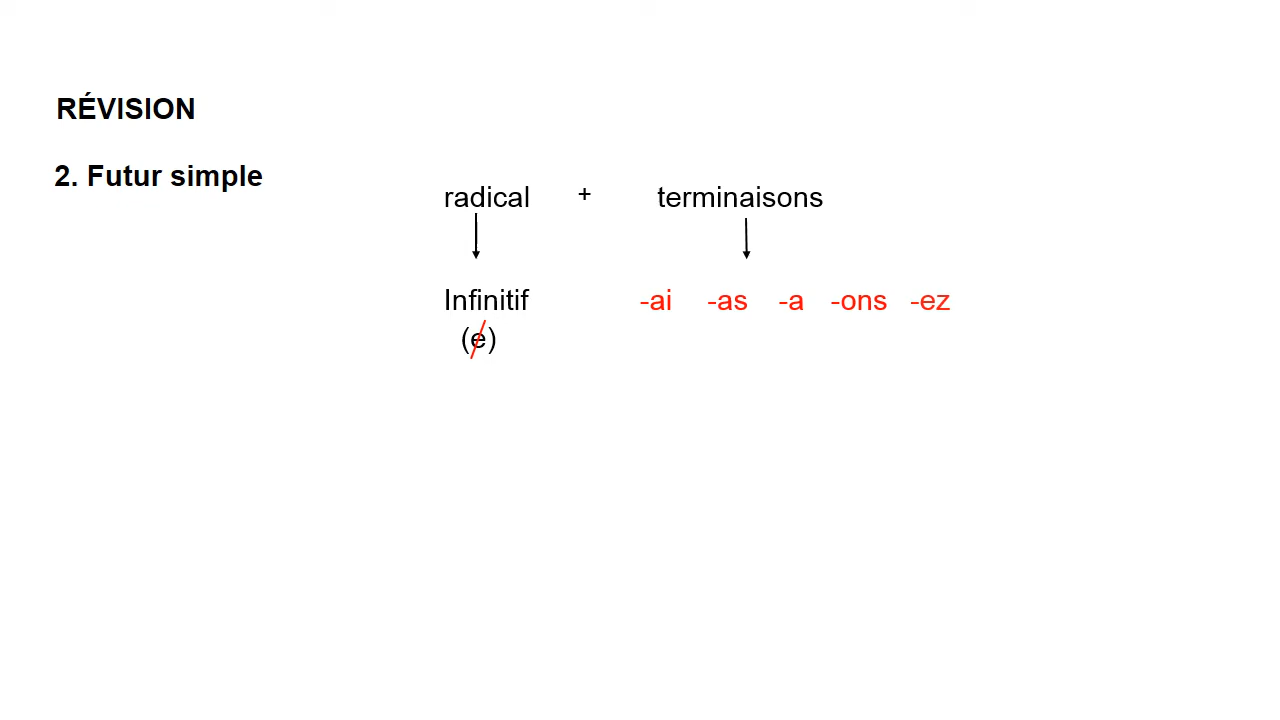 RÉVISION
2. Futur simple
radical + terminaisons
Infinitif -ai -as -a -ons -ez
(e)